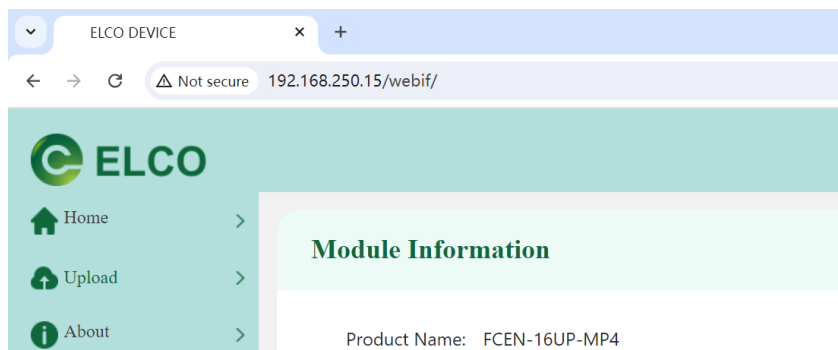 ELCO DEVICE
Not secure 192.168.250.15/webif/
ELCO
Home
Upload
About
Module Information
Product Name: FCEN-16UP-MP4